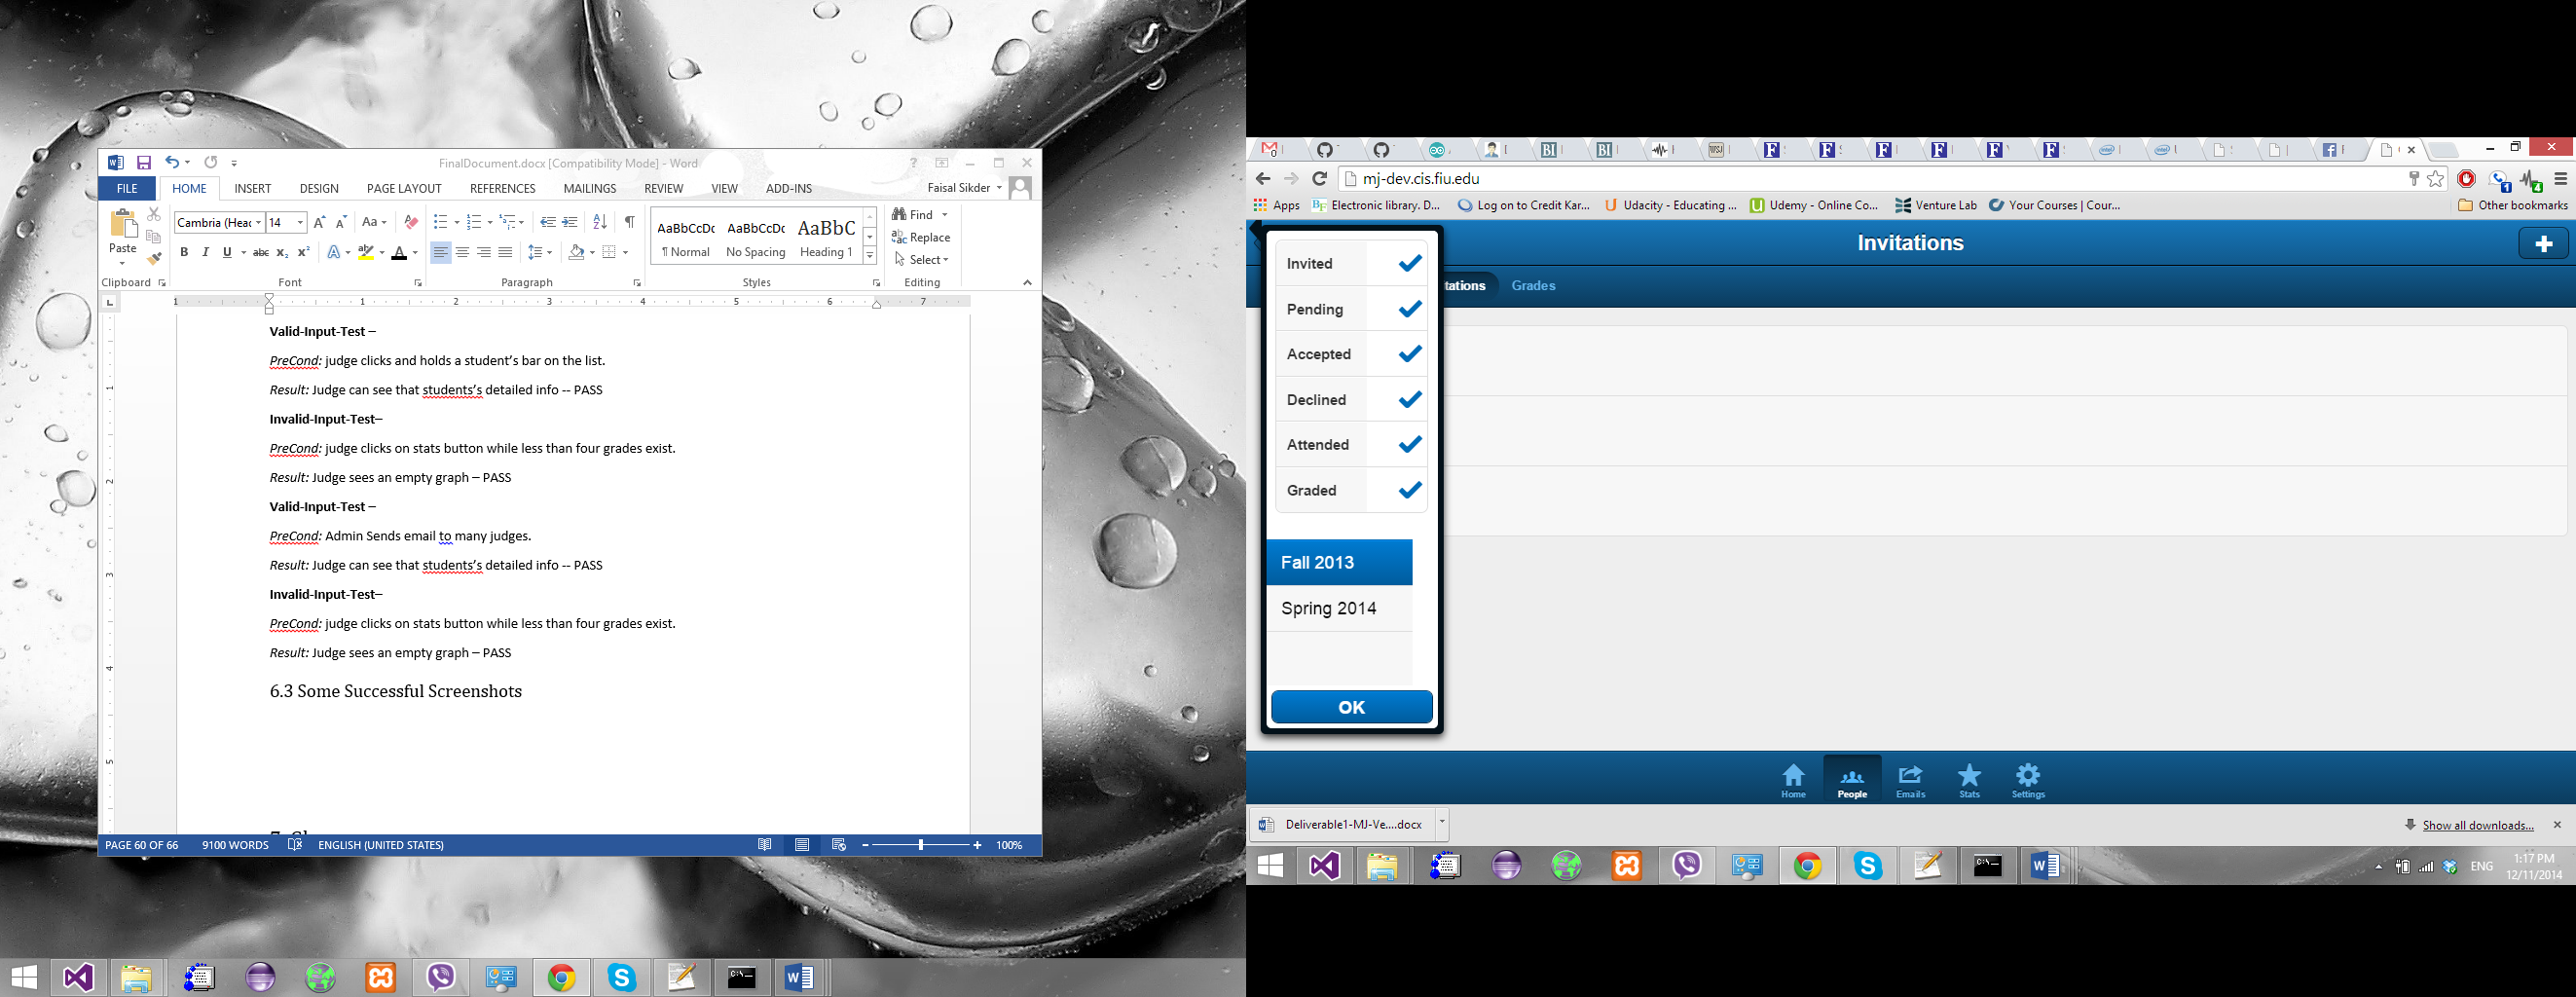 FinalDocument.docx [Compatibility Mode] - Word
FILE HOME INSERT DESIGN PAGE LAYOUT REFERENCES MAILINGS REVIEW VIEW ADD-INS Faisal Sikder
Cambria (Head 14
Paste
AaBbCcDc AaBbCcDc AaBbC
¶ Normal No Spacing Heading 1
Find
Replace
Select
Clipboard Font Paragraph Styles Editing
Valid-Input-Test –
PreCond: judge clicks and holds a student’s bar on the list.
Result: Judge can see that students’s detailed info -- PASS
Invalid-Input-Test–
PreCond: judge clicks on stats button while less than four grades exist.
Result: Judge sees an empty graph – PASS
Valid-Input-Test –
PreCond: Admin Sends email to many judges.
Result: Judge can see that students’s detailed info -- PASS
Invalid-Input-Test–
PreCond: judge clicks on stats button while less than four grades exist.
Result: Judge sees an empty graph – PASS
6.3 Some Successful Screenshots
PAGE 60 OF 66 9100 WORDS ENGLISH (UNITED STATES) 100%
mj-dev.cis.fiu.edu
Apps Electronic library. D... Log on to Credit Kar... Udacity - Educating ... Udemy - Online Co... Venture Lab Your Courses | Cour... Other bookmarks
Invitations
tations Grades
Invited
Pending
Accepted
Declined
Attended
Graded
Fall 2013
Spring 2014
OK
Home People Emails Stats Settings
Deliverable1-MJ-Ve....docx Show all downloads...
ENG 1:17 PM
12/11/2014